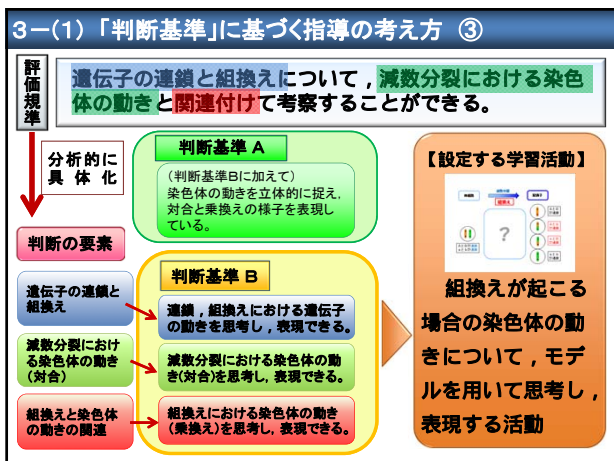 3－(1) 「判断基準」に基づく指導の考え方 ③
評価規準
遺伝子の連鎖と組換えについて，減数分裂における染色
体の動きと関連付けて考察することができる。
分析的に
具 体 化
判断基準 A
（判断基準Bに加えて）
染色体の動きを立体的に捉え，
対合と乗換えの様子を表現し
ている。
判断の要素
遺伝子の連鎖と
組換え
減数分裂におけ
る染色体の動き
（対合）
組換えと染色体
の動きの関連
判断基準 B
連鎖，組換えにおける遺伝子
の動きを思考し，表現できる。
減数分裂における染色体の動
き(対合)を思考し，表現できる。
組換えにおける染色体の動き
（乗換え）を思考し，表現できる。
【設定する学習活動】
組換え
?
組換えが起こる
場合の染色体の動
きについて，モデ
ルを用いて思考し，
表現する活動